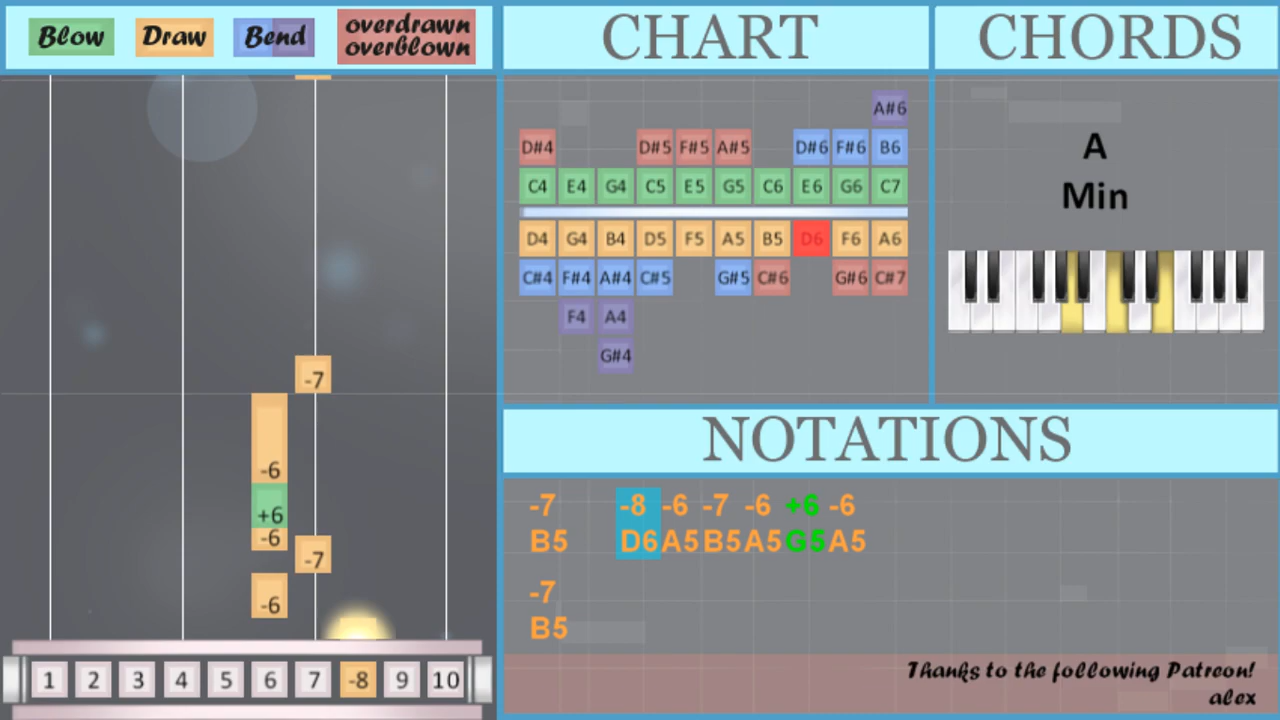 Blow Draw Bend overdrawn
overblown
CHART
CHORDS
A#6
D#4 D#5 F#5 A#5 D#6 F#6 B6
C4 E4 G4 C5 E5 G5 C6 E6 G6 C7
D4 G4 B4 D5 F5 A5 B5 D6 F6 A6
C#4 F#4 A#4 C#5 G#5 C#6 G#6 C#7
F4 A4
G#4
A
Min
-7
-6
+6
-6
-7
-6
1 2 3 4 5 6 7 -8 9 10
NOTATIONS
-7 -8 -6 -7 -6 +6 -6
B5 D6 A5 B5 A5 G5 A5
-7
B5
Thanks to the following Patreon!
alex